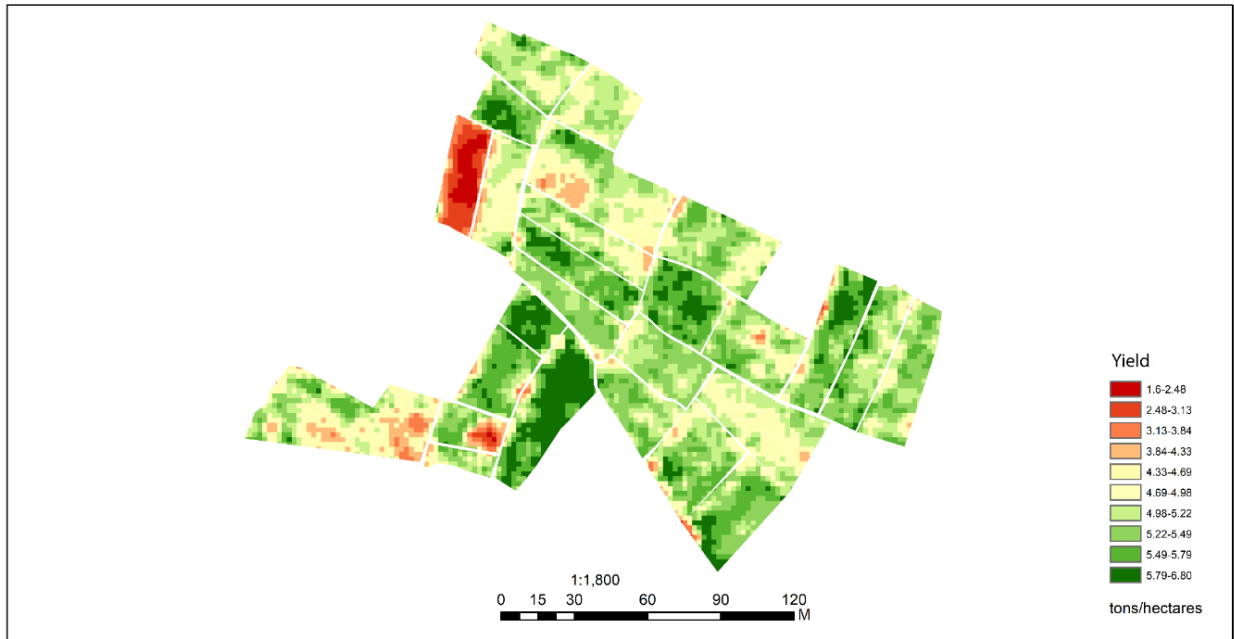 Yield
1.6-2.48
2.48-3.13
3.13-3.84
3.84-4.33
4.33-4.69
4.69-4.98
4.98-5.22
5.22-5.49
5.49-5.79
5.79-6.80
tons/hectares
1:1,800
0 15 30 60 90 120
M